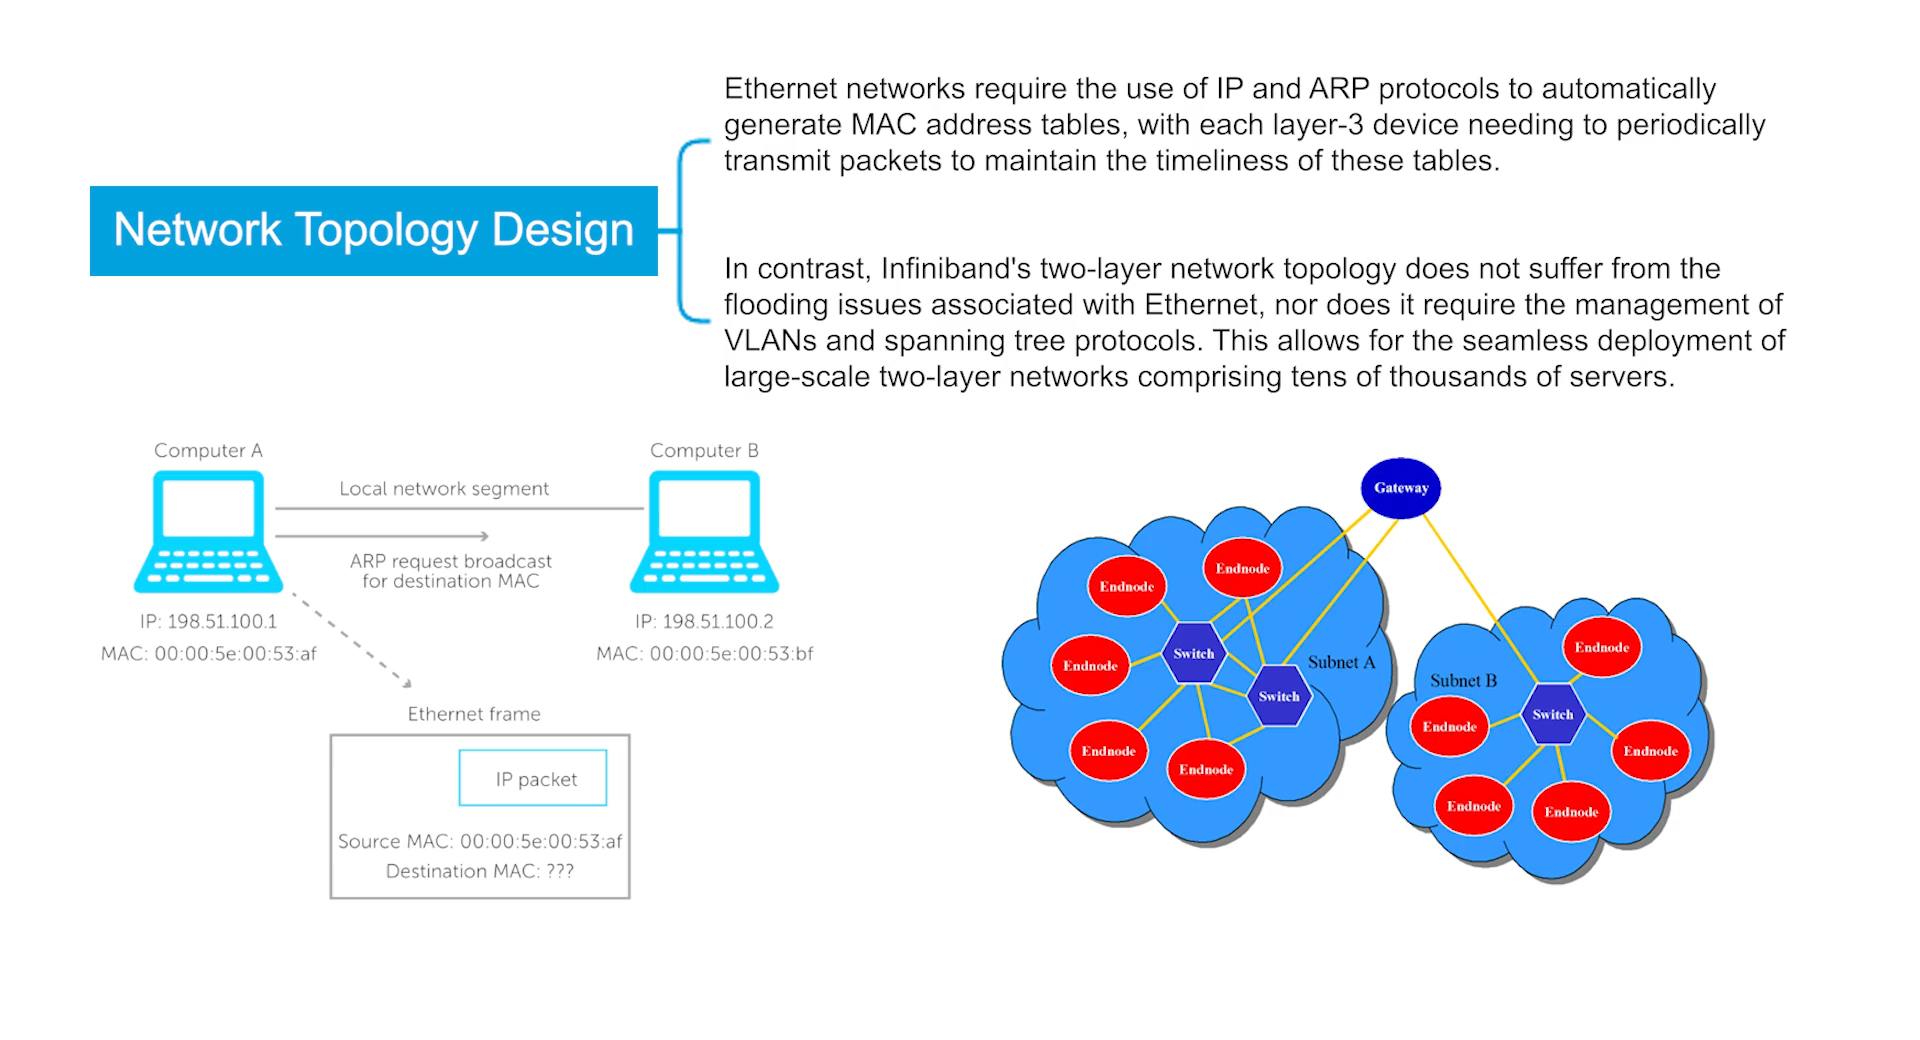 Network Topology Design
Ethernet networks require the use of IP and ARP protocols to automatically
generate MAC address tables, with each layer-3 device needing to periodically
transmit packets to maintain the timeliness of these tables.
In contrast, Infiniband's two-layer network topology does not suffer from the
flooding issues associated with Ethernet, nor does it require the management of
VLANs and spanning tree protocols. This allows for the seamless deployment of
large-scale two-layer networks comprising tens of thousands of servers.
Computer A
Computer B
Local network segment
ARP request broadcast
for destination MAC
IP: 198.51.100.1
MAC: 00:00:5e:00:53:af
IP: 198.51.100.2
MAC: 00:00:5e:00:53:bf
Ethernet frame
IP packet
Source MAC: 00:00:5e:00:53:af
Destination MAC: ???
Gateway
Endnode
Endnode
Endnode
Switch
Switch
Subnet A
Endnode
Endnode
Subnet B
Endnode
Endnode
Switch
Endnode
Endnode
Endnode